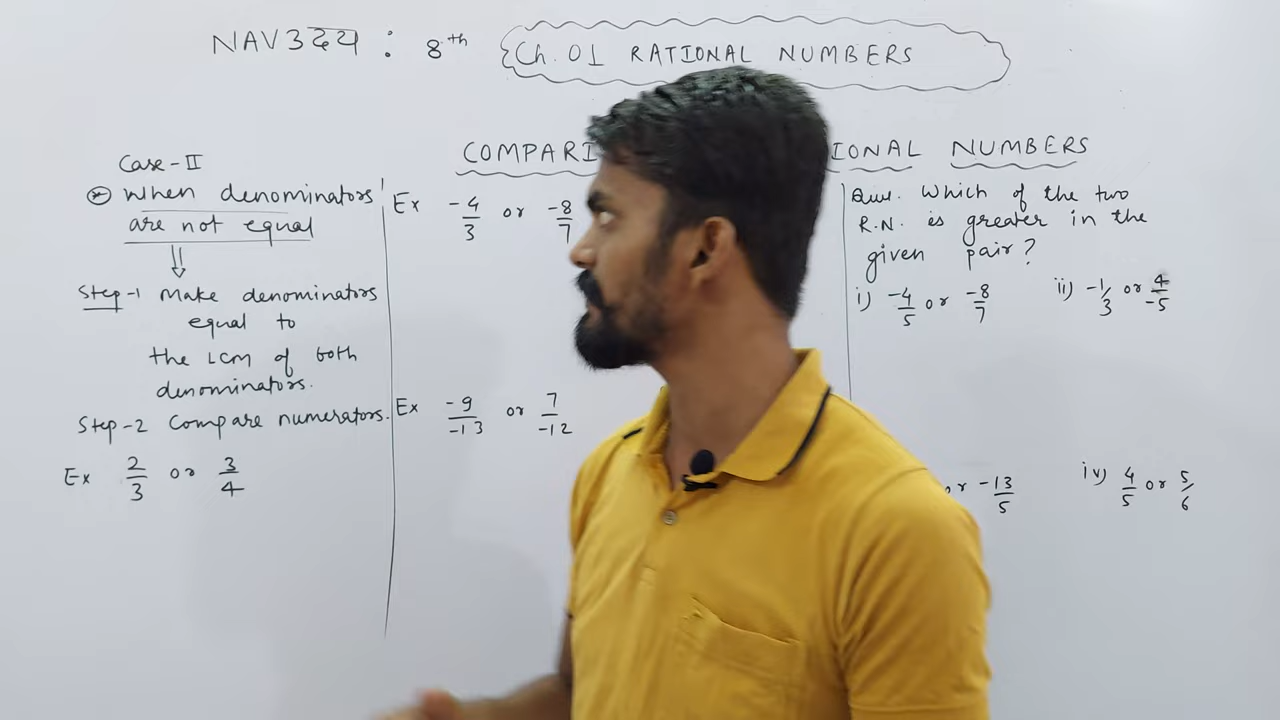 NAV3उदय : 8th
Ch. 01 RATIONAL NUMBERS
COMPARI IONAL NUMBERS
Case-II
* When denominators
are not equal
⇓
Step-1 Make denominators
equal to
the LCM of both
denominators.
Step-2 Compare numerators.
Ex 2/3 or 3/4
Ex -4/3 or -8/7
Ex -9/-13 or 7/-12
Which of the two
R.N. is greater in the
given pair?
i) -4/5 or -8/7 ii) -1/3 or 4/-5
or -13/5 iv) 4/5 or 5/6